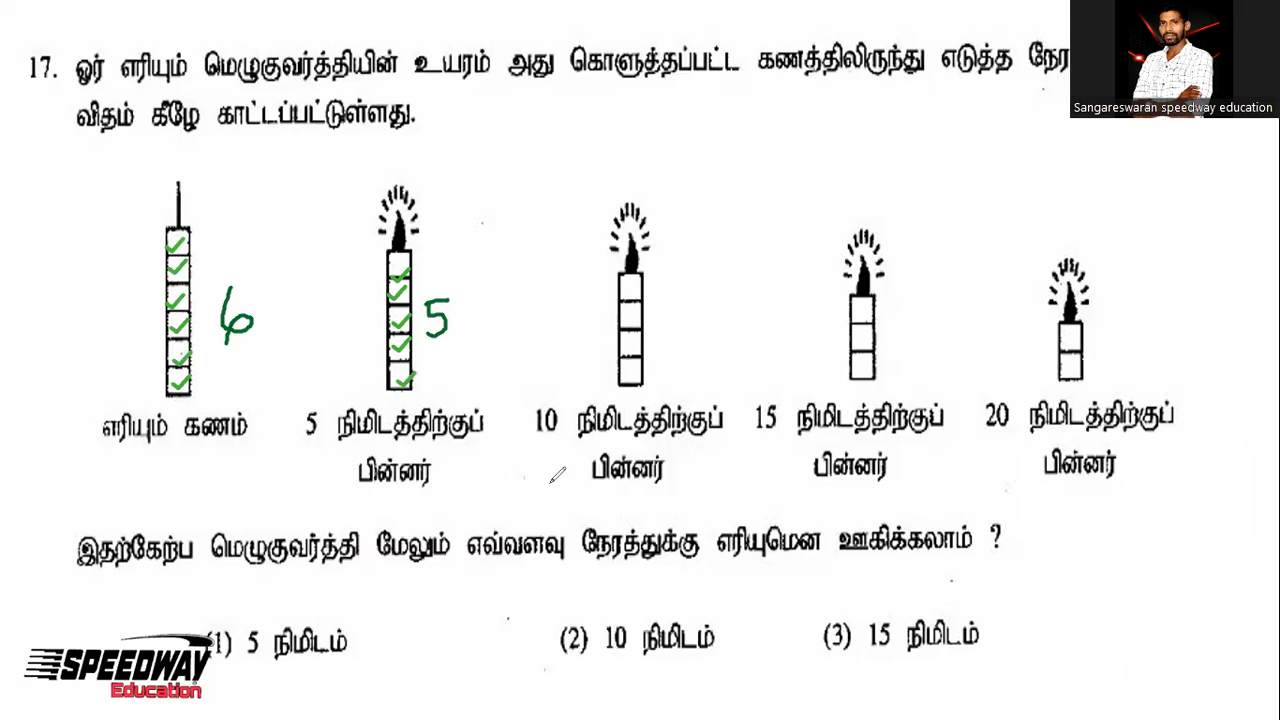 17. ஓர் எரியும் மெழுகுவர்த்தியின் உயரம் அது கொளுத்தப்பட்ட கணத்திலிருந்து எடுத்த நேர
விதம் கீழே காட்டப்பட்டுள்ளது.
Sangareswaran speedway education
6
5
எரியும் கணம்
5 நிமிடத்திற்குப்
பின்னர்
10 நிமிடத்திற்குப்
பின்னர்
15 நிமிடத்திற்குப்
பின்னர்
20 நிமிடத்திற்குப்
பின்னர்
இதற்கேற்ப மெழுகுவர்த்தி மேலும் எவ்வளவு நேரத்துக்கு எரியுமென ஊகிக்கலாம் ?
(1) 5 நிமிடம்
(2) 10 நிமிடம்
(3) 15 நிமிடம்
SPEEDWAY
Education